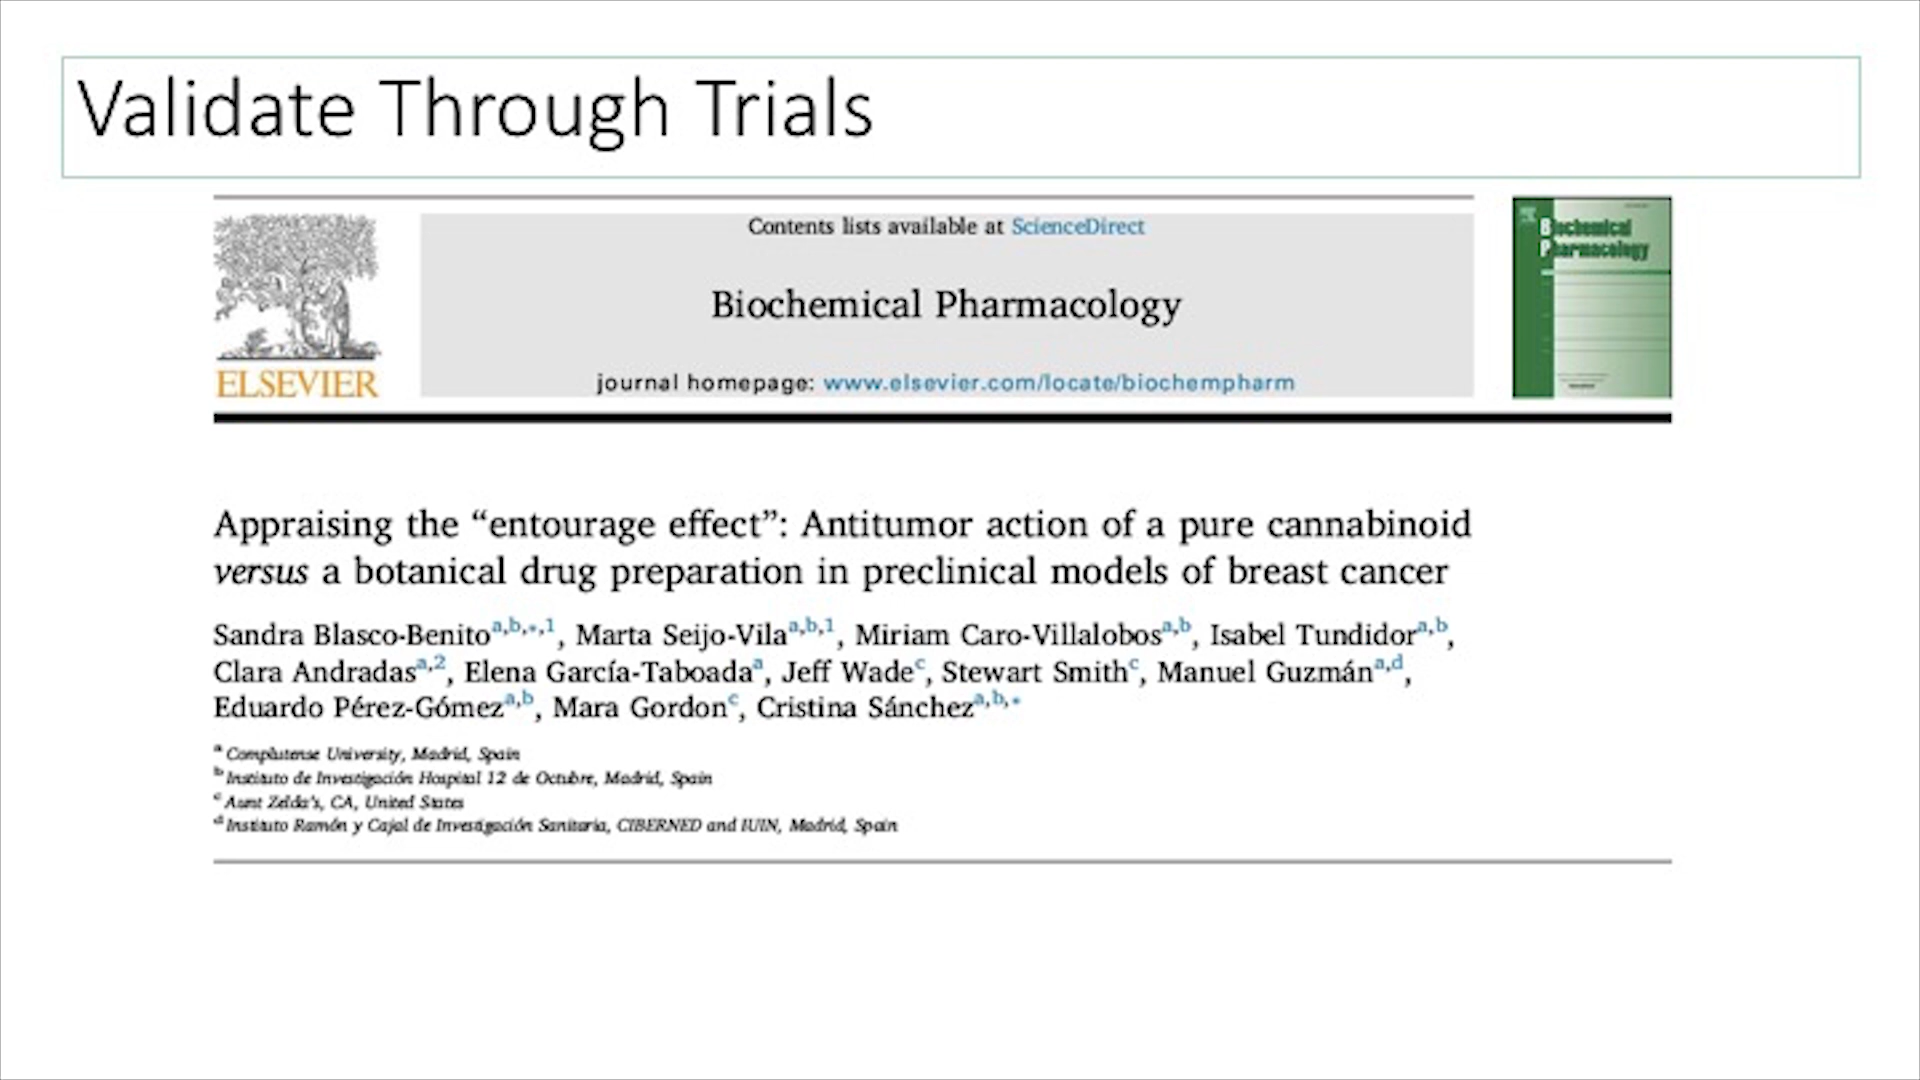 Validate Through Trials
Contents lists available at ScienceDirect
Biochemical
Pharmacology
Biochemical Pharmacology
ELSEVIER
journal homepage: www.elsevier.com/locate/biochempharm
Appraising the “entourage effect”: Antitumor action of a pure cannabinoid
versus a botanical drug preparation in preclinical models of breast cancer
Sandra Blasco-Benito a,b,*,1, Marta Seijo-Vila a,b,1, Miriam Caro-Villalobos a,b, Isabel Tundidor a,b,
Clara Andradas a,2, Elena García-Taboada a, Jeff Wade c, Stewart Smith c, Manuel Guzmán a,d,
Eduardo Pérez-Gómez a,b, Mara Gordon c, Cristina Sánchez a,b,*
a Complutense University, Madrid, Spain
b Instituto de Investigación Hospital 12 de Octubre, Madrid, Spain
c Aunt Zelda's, CA, United States
d Instituto Ramón y Cajal de Investigación Sanitaria, CIBERNED and IUIN, Madrid, Spain